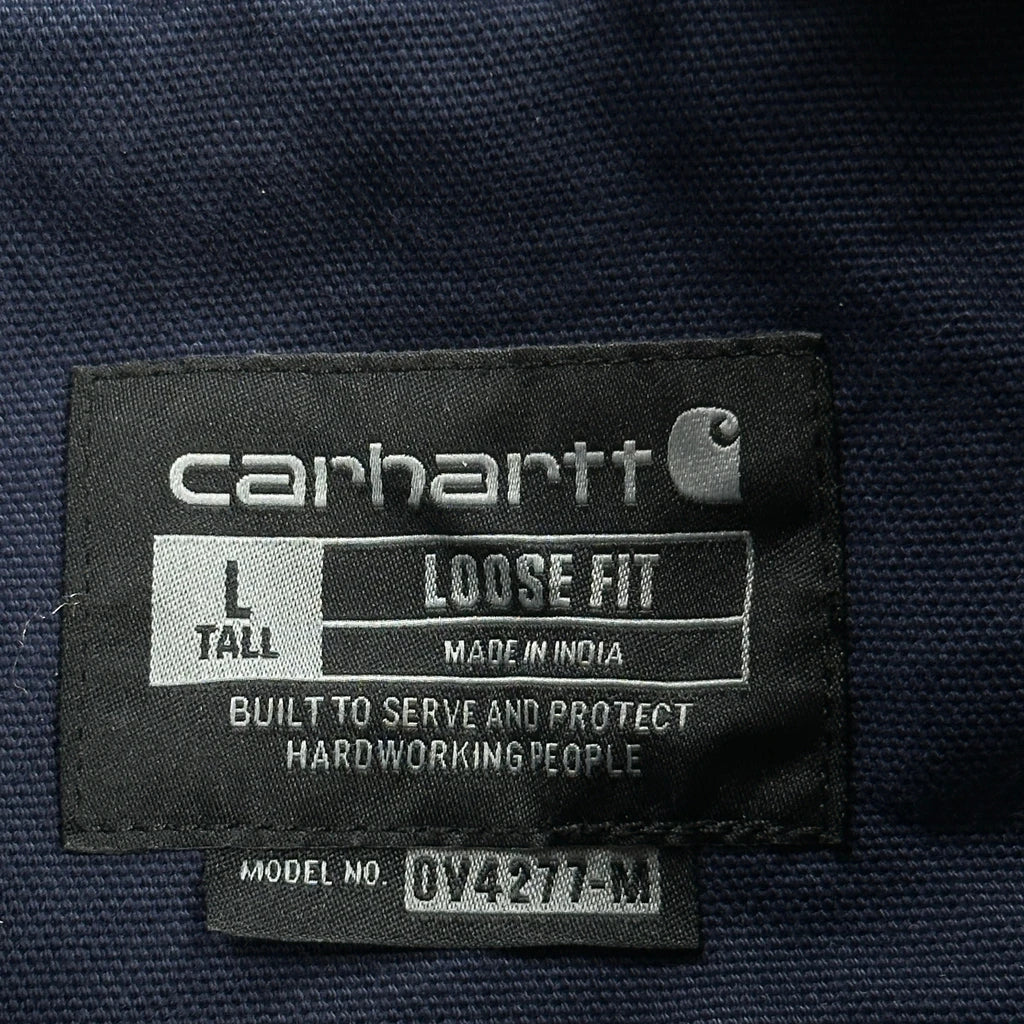 carhartt
L
TALL
LOOSE FIT
MADE IN INDIA
BUILT TO SERVE AND PROTECT
HARDWORKING PEOPLE
MODEL NO. OV4277-M